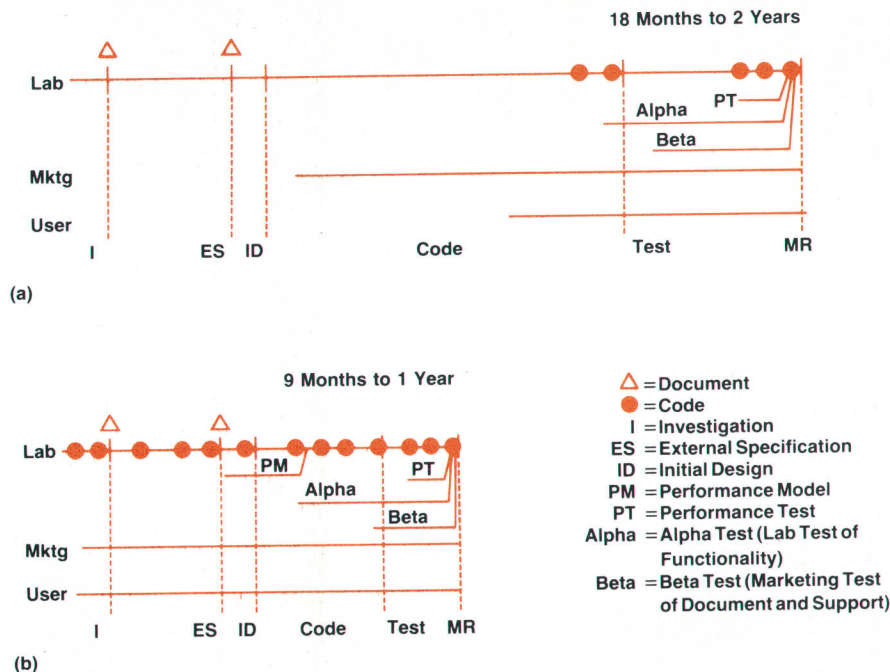 18 Months to 2 Years
Lab
PT
Alpha
Beta
Mktg
User
I ES ID Code Test MR
(a)
9 Months to 1 Year
Lab
PM PT
Alpha
Beta
Mktg
User
I ES ID Code Test MR
(b)
=Document
=Code
I =Investigation
ES =External Specification
ID =Initial Design
PM =Performance Model
PT =Performance Test
Alpha =Alpha Test (Lab Test of
Functionality)
Beta =Beta Test (Marketing Test
of Document and Support)